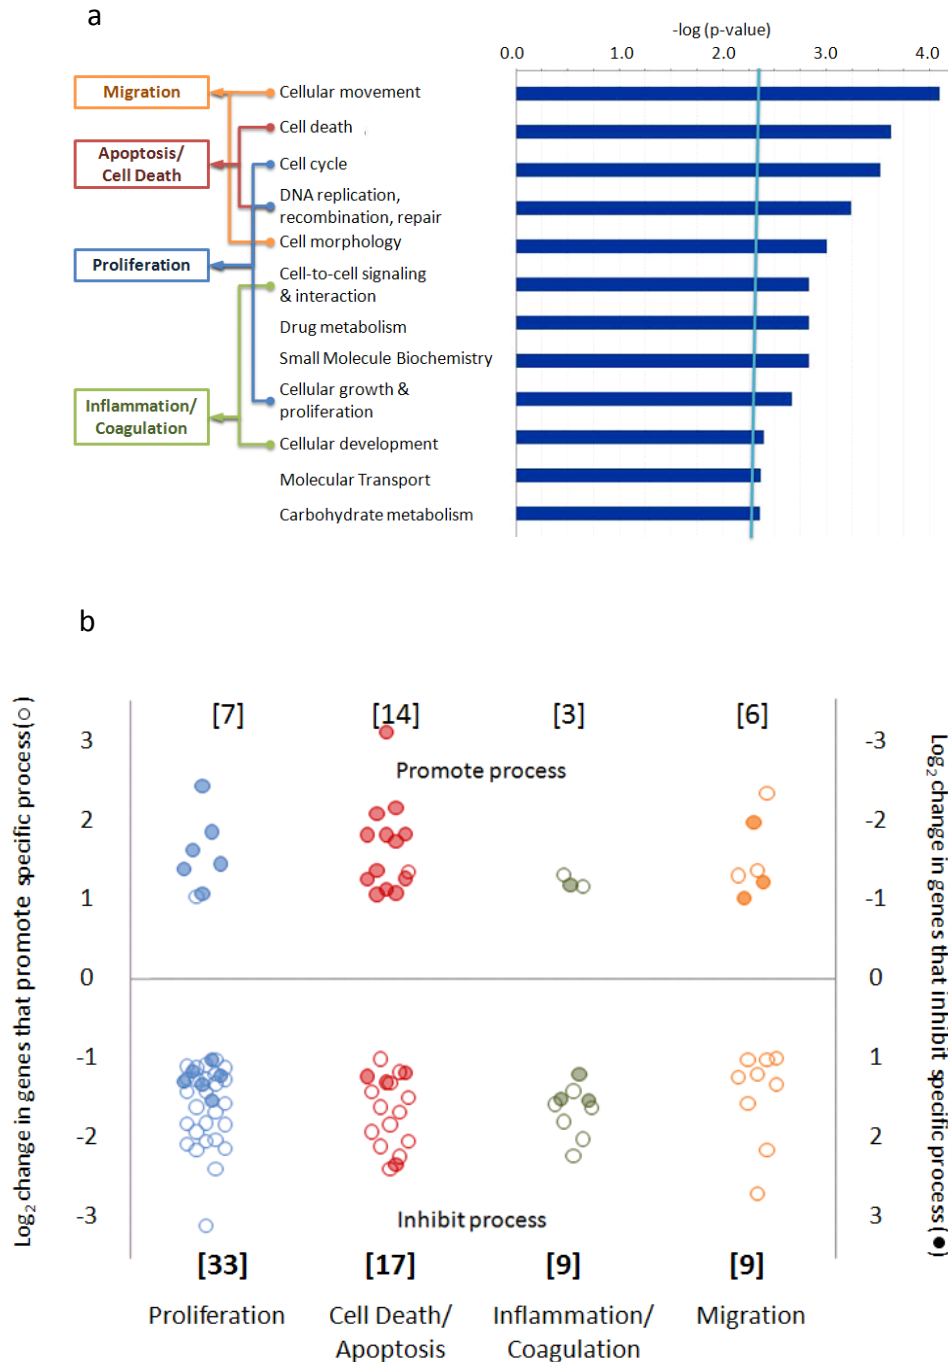 a
-log (p-value)
0.0 1.0 2.0 3.0 4.0
Migration
Cellular movement
Cell death
Apoptosis/
Cell Death
Cell cycle
DNA replication,
recombination, repair
Cell morphology
Proliferation
Cell-to-cell signaling
& interaction
Drug metabolism
Small Molecule Biochemistry
Cellular growth &
proliferation
Inflammation/
Coagulation
Cellular development
Molecular Transport
Carbohydrate metabolism
b
Log2 change in genes that promote specific process(○)
[7] [14] [3] [6]
3 -3
Promote process
2 -2
1 -1
0 0
-1 1
-2 2
-3 3
Inhibit process
[33] [17] [9] [9]
Proliferation Cell Death/ Inflammation/ Migration
Apoptosis Coagulation
Log2 change in genes that inhibit specific process(●)